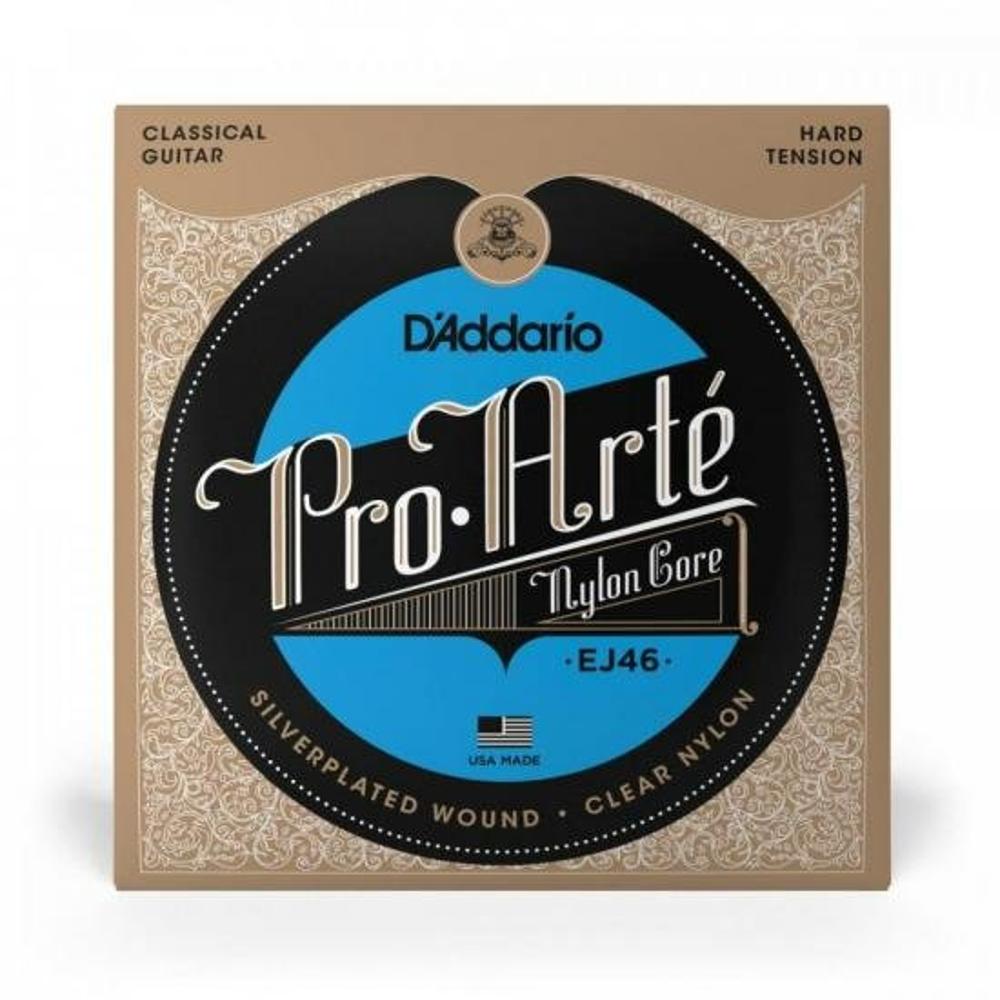 CLASSICAL
GUITAR
HARD
TENSION
D'Addario
Pro·Arté
Nylon Core
·EJ46·
USA MADE
SILVERPLATED WOUND · CLEAR NYLON